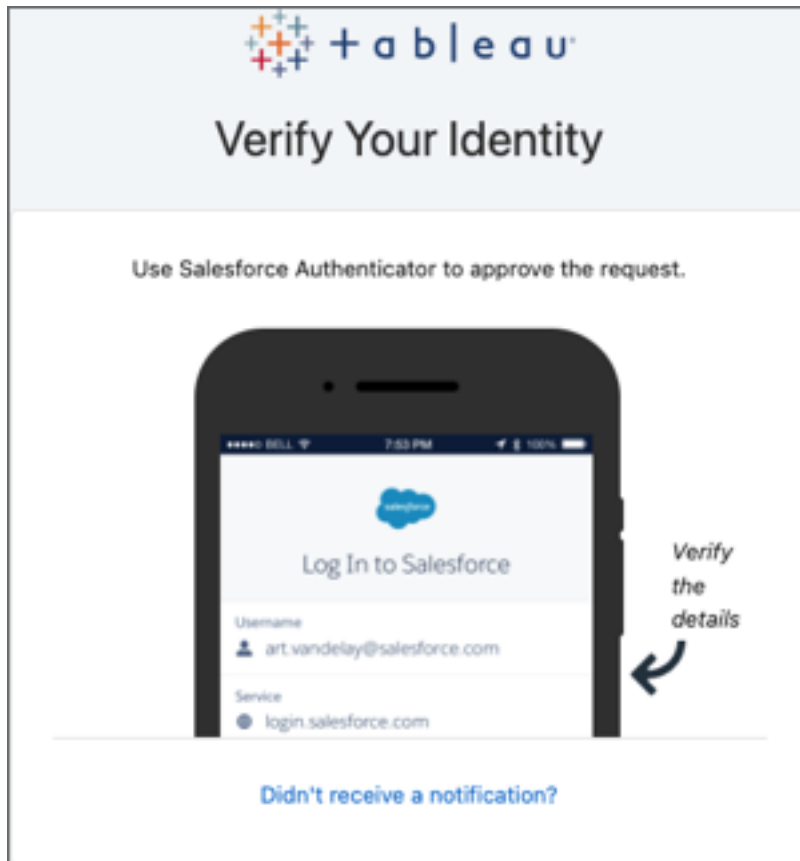 +ableau
Verify Your Identity
Use Salesforce Authenticator to approve the request.
BELL 7:53 PM 100%
salesforce
Log In to Salesforce
Username
art.vandelay@salesforce.com
Service
login.salesforce.com
Verify
the
details
Didn't receive a notification?